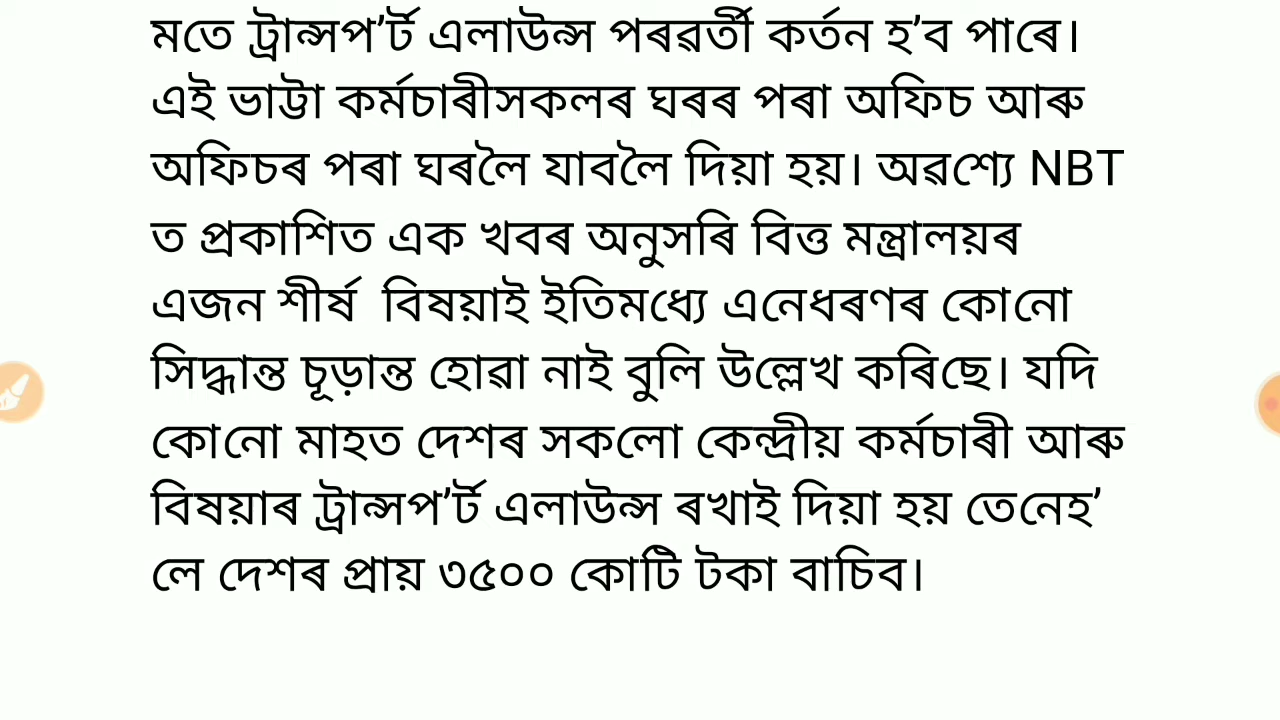 মতে ট্ৰান্সপ’ৰ্ট এলাউন্স পৰৱৰ্তী কৰ্তন হ’ব পাৰে।
এই ভাট্টা কৰ্মচাৰীসকলৰ ঘৰৰ পৰা অফিচ আৰু
অফিচৰ পৰা ঘৰলৈ যাবলৈ দিয়া হয়। অৱশ্যে NBT
ত প্ৰকাশিত এক খবৰ অনুসৰি বিত্ত মন্ত্ৰালয়ৰ
এজন শীৰ্ষ  বিষয়াই ইতিমধ্যে এনেধৰণৰ কোনো
সিদ্ধান্ত চূড়ান্ত হোৱা নাই বুলি উল্লেখ কৰিছে। যদি
কোনো মাহত দেশৰ সকলো কেন্দ্ৰীয় কৰ্মচাৰী আৰু
বিষয়াৰ ট্ৰান্সপ’ৰ্ট এলাউন্স ৰখাই দিয়া হয় তেনেহ’
লে দেশৰ প্ৰায় ৩৫০০ কোটি টকা বাচিব।